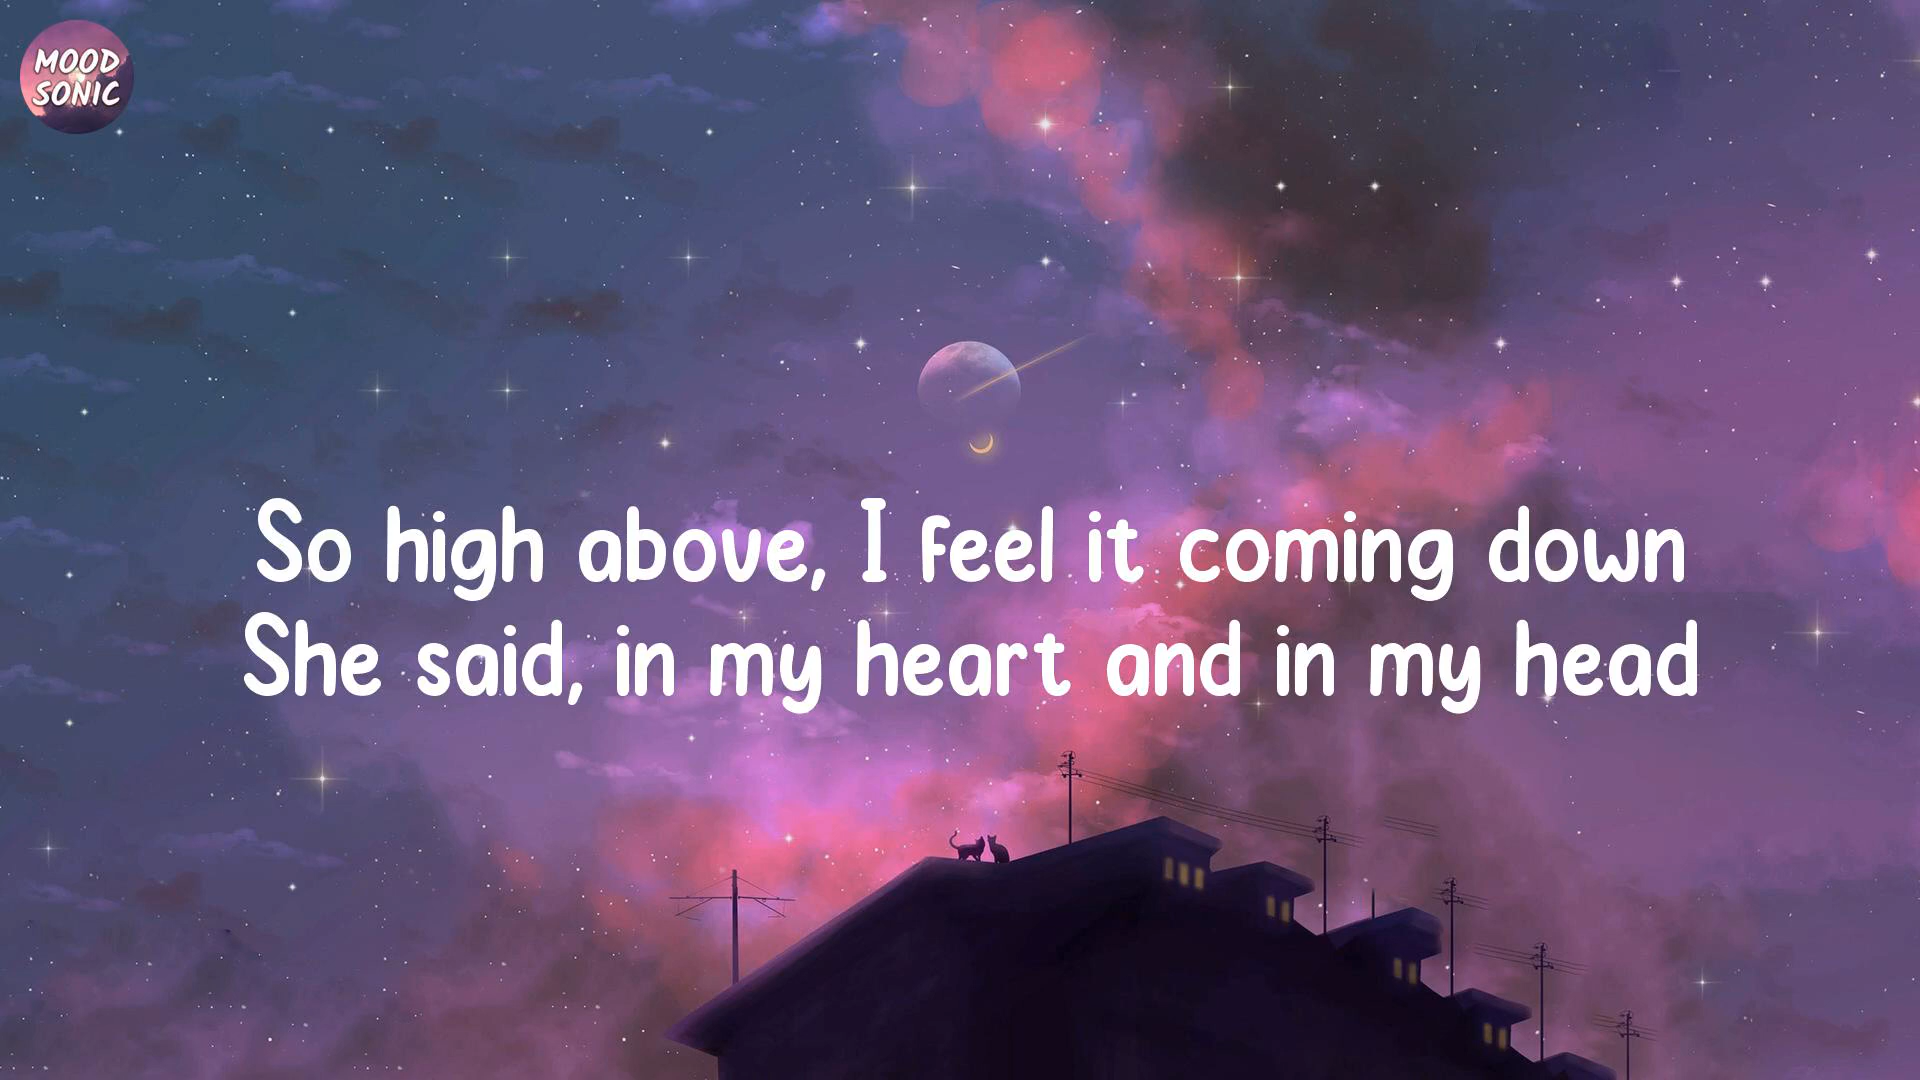 MOOD
SONIC
So high above, I feel it coming down
She said, in my heart and in my head